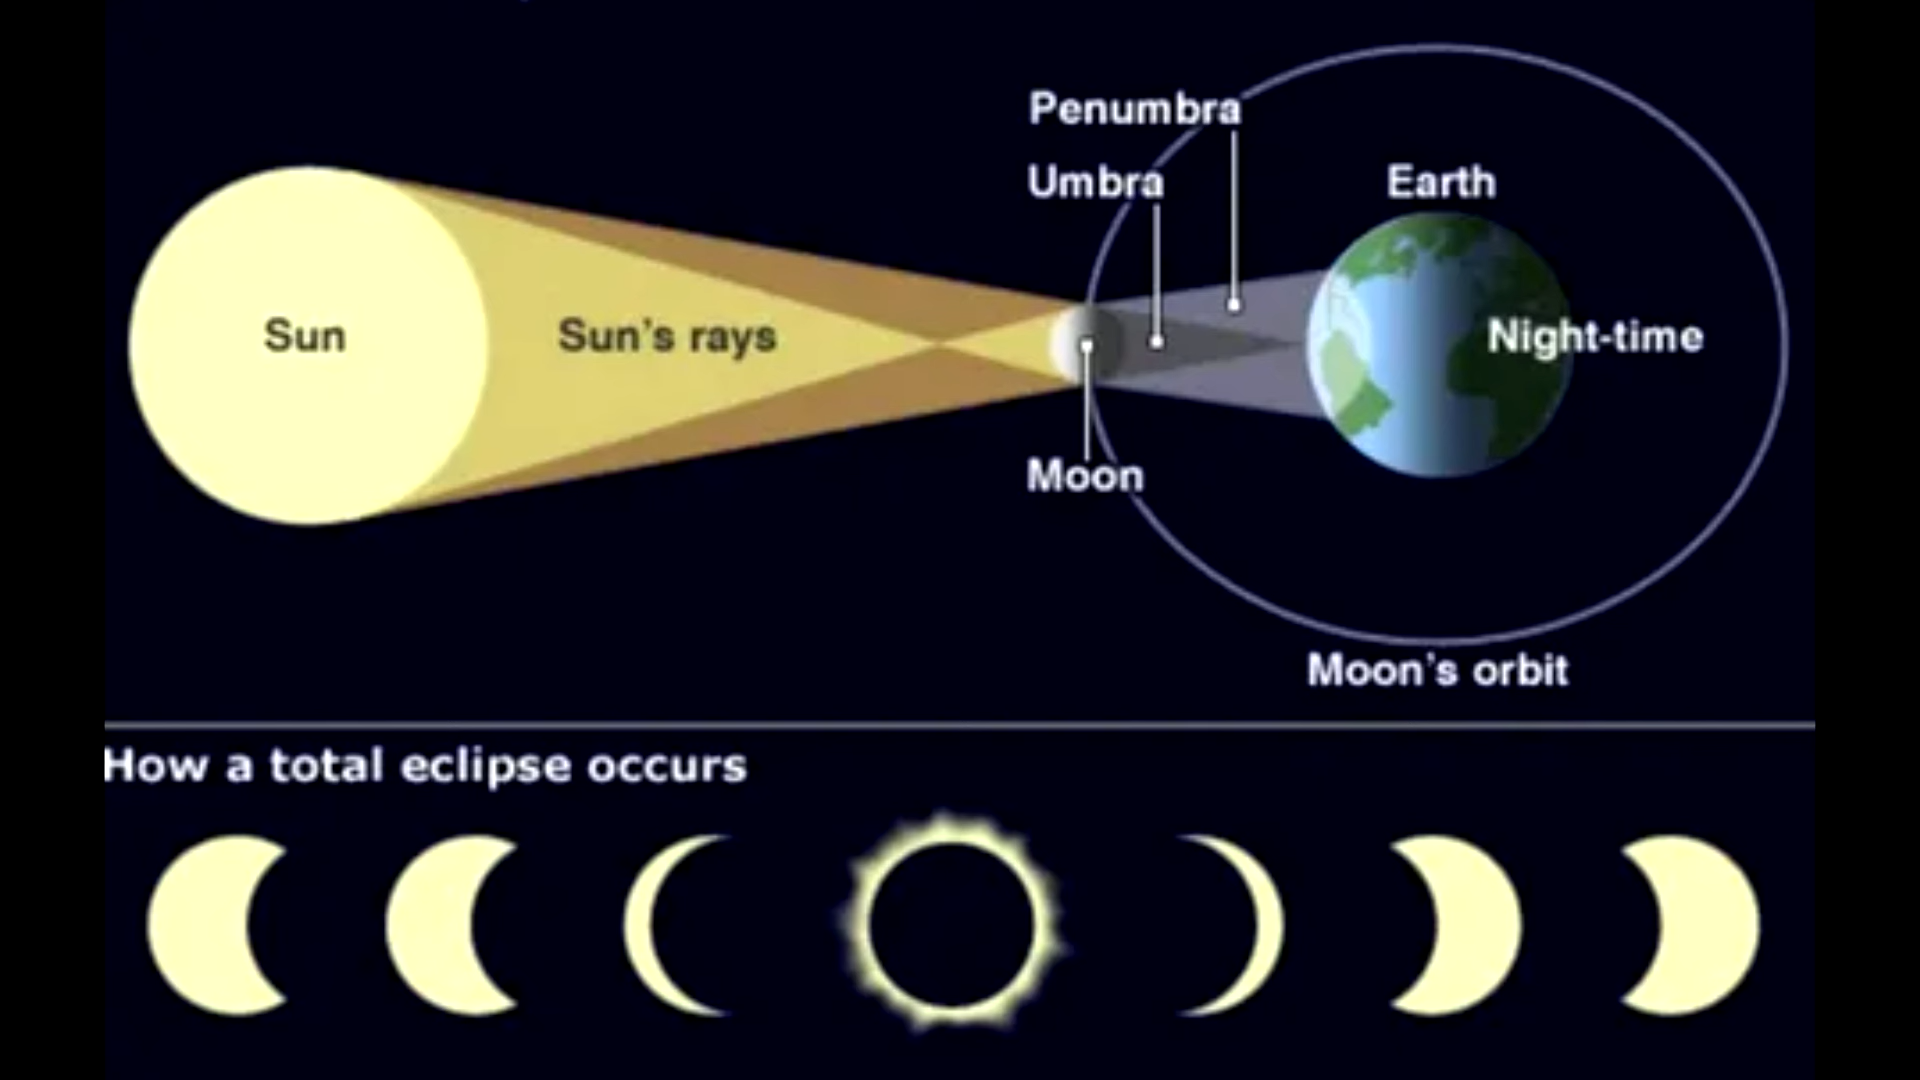 Penumbra
Umbra
Earth
Sun
Sun's rays
Night-time
Moon
Moon's orbit
How a total eclipse occurs